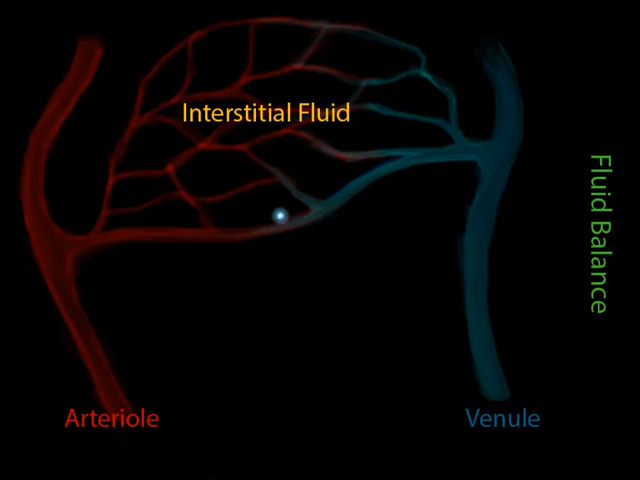 Interstitial Fluid
Fluid Balance
Arteriole
Venule